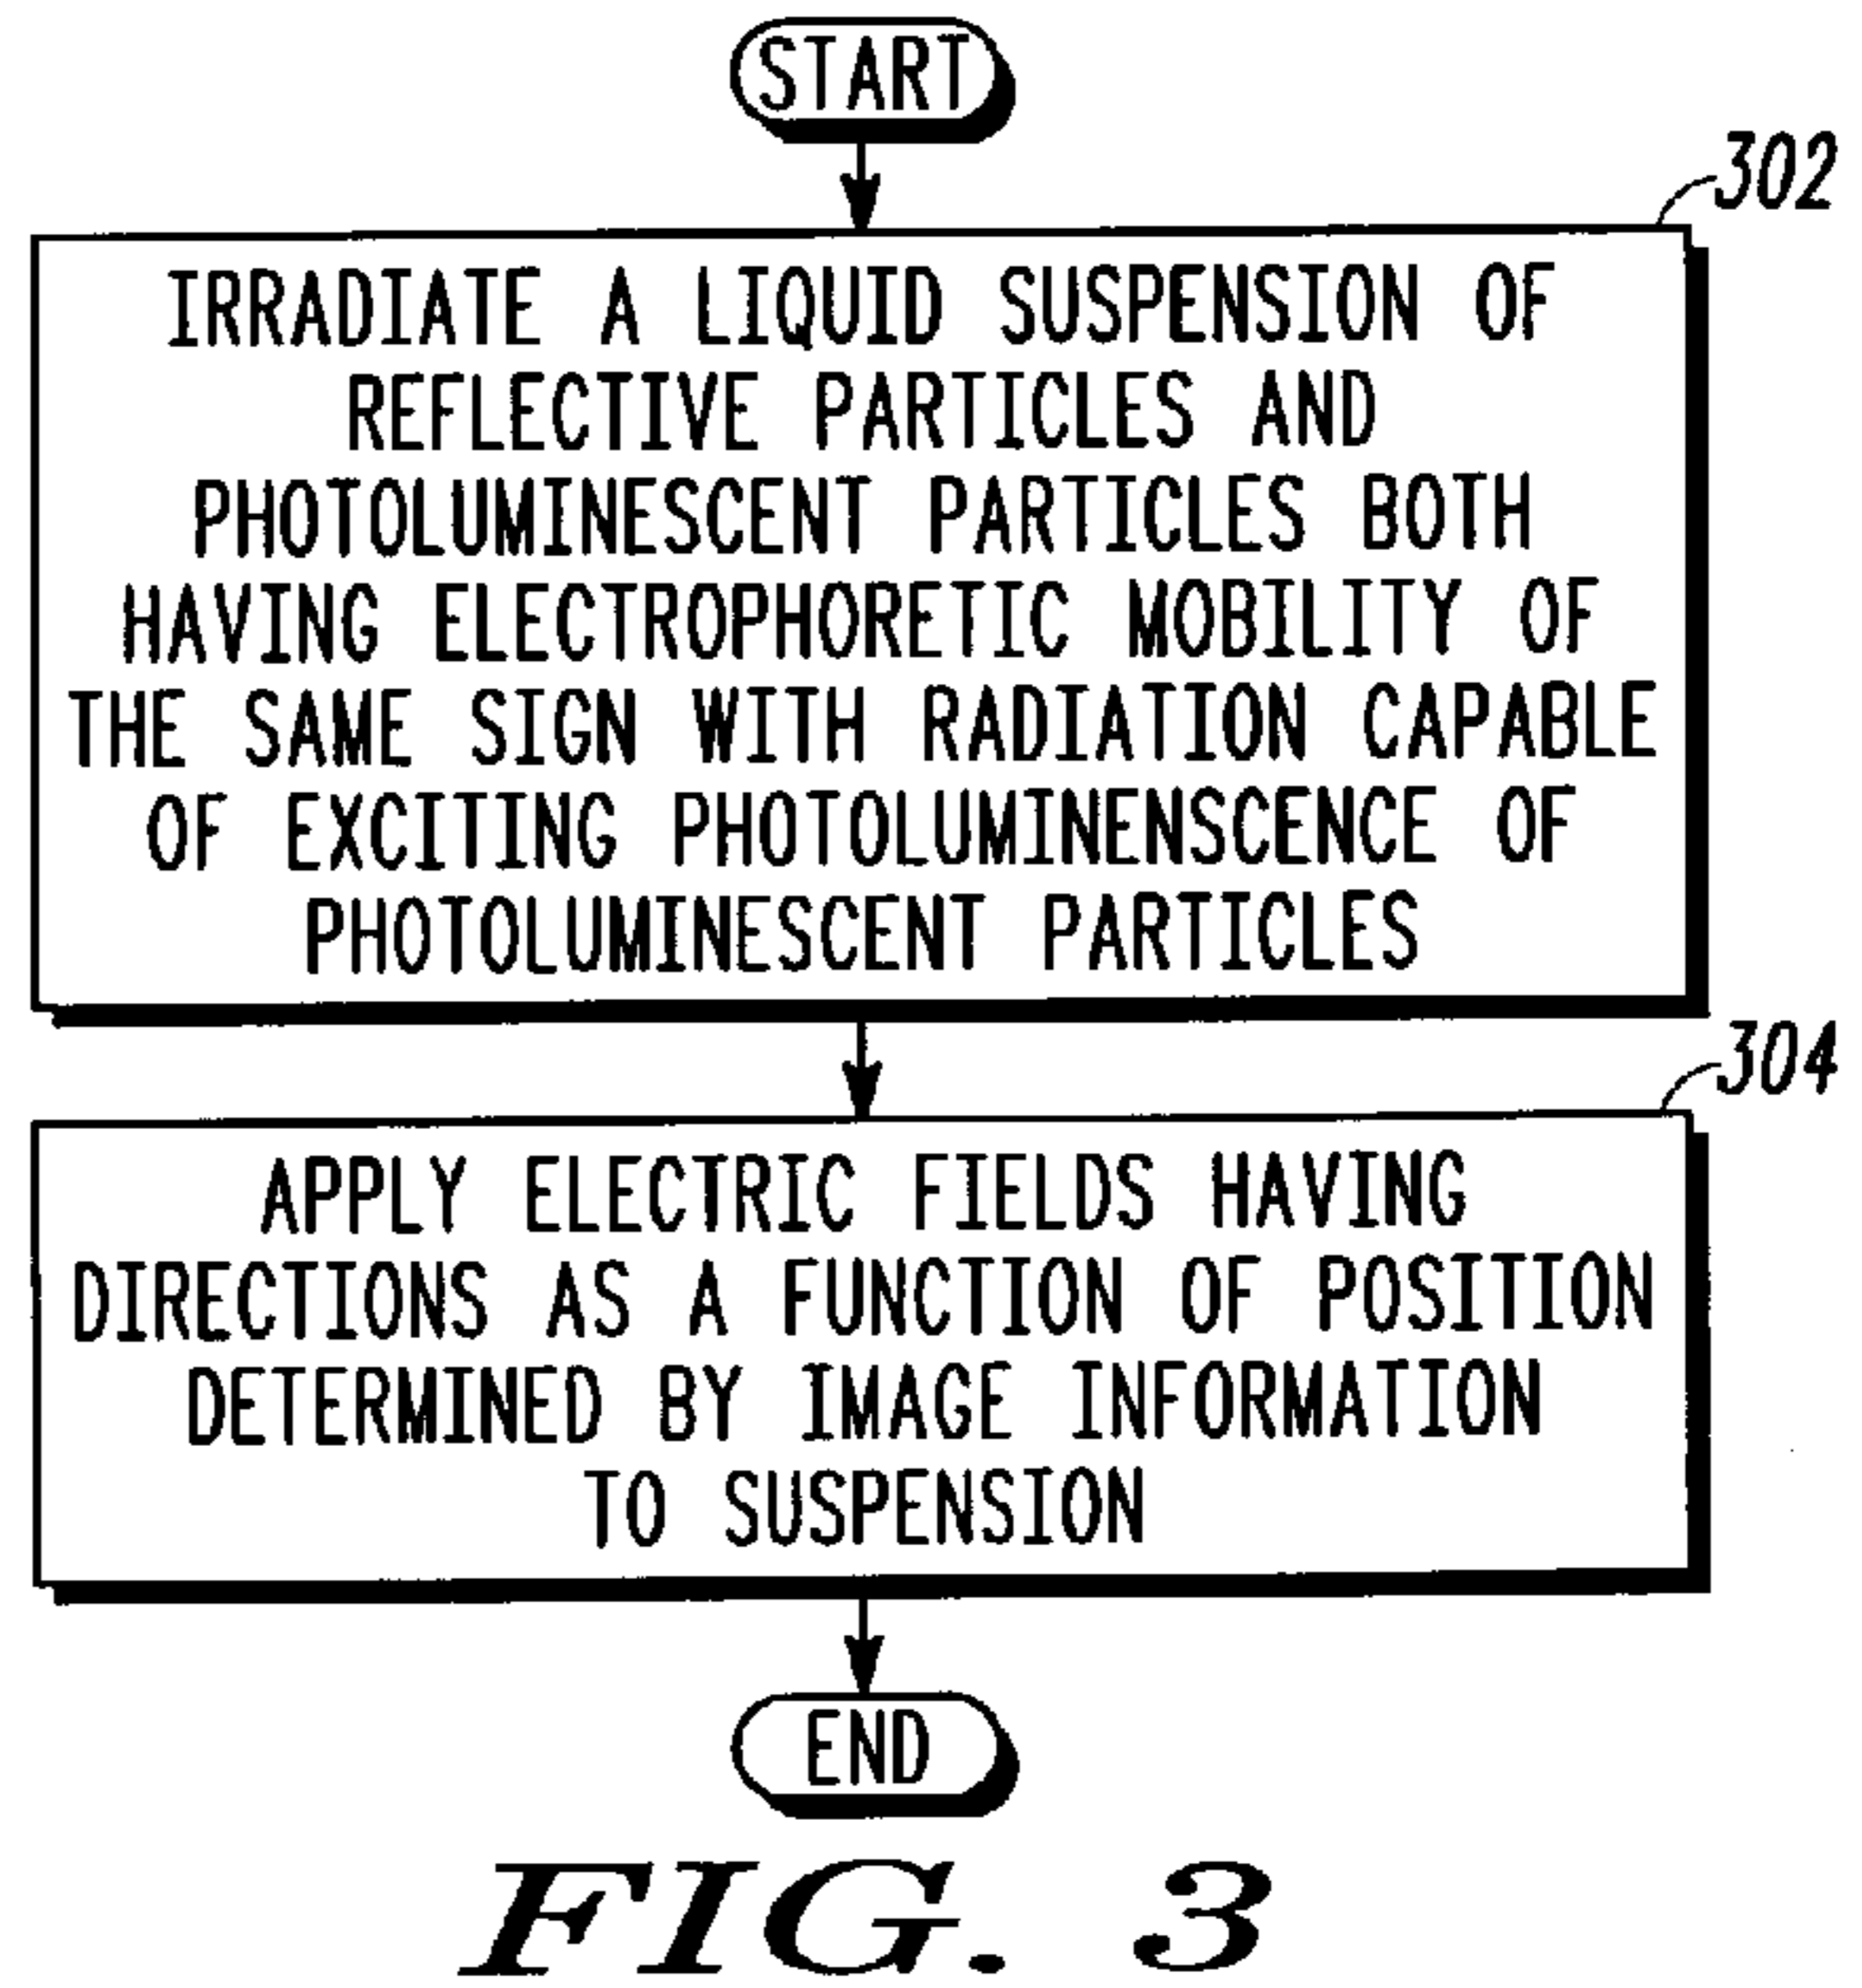 START
302
IRRADIATE A LIQUID SUSPENSION OF
REFLECTIVE PARTICLES AND
PHOTOLUMINESCENT PARTICLES BOTH
HAVING ELECTROPHORETIC MOBILITY OF
THE SAME SIGN WITH RADIATION CAPABLE
OF EXCITING PHOTOLUMINENSCENCE OF
PHOTOLUMINESCENT PARTICLES
304
APPLY ELECTRIC FIELDS HAVING
DIRECTIONS AS A FUNCTION OF POSITION
DETERMINED BY IMAGE INFORMATION
TO SUSPENSION
END
FIG. 3